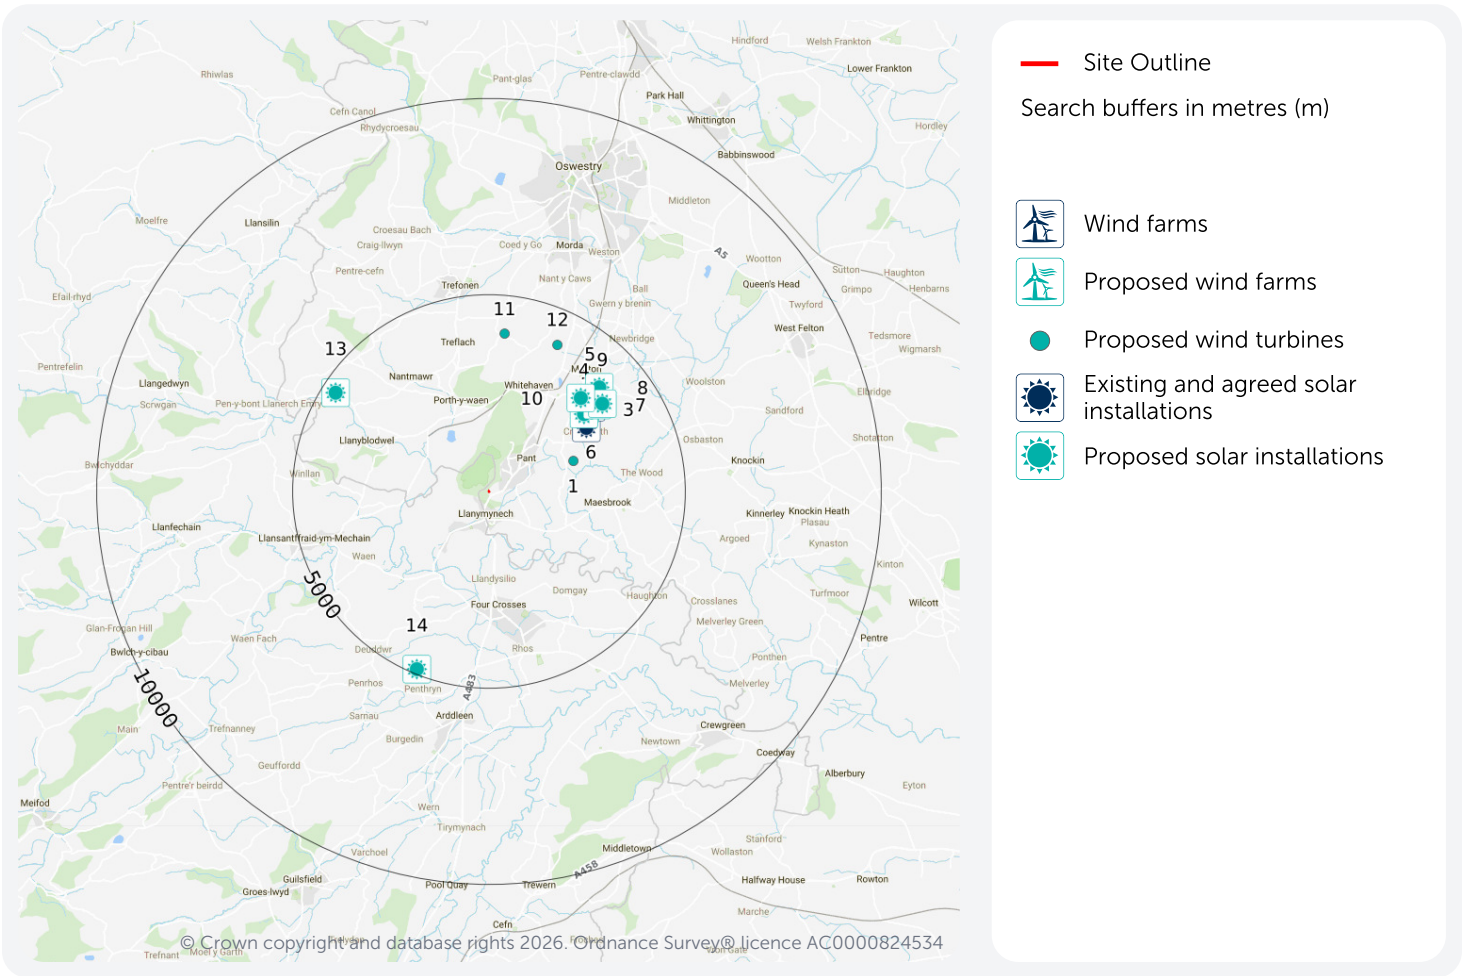 Hindford
Welsh Frankton
Lower Frankton
Rhiwlas
Pant-glas
Pentre-clawdd
Park Hall
Cefn Canol
Whittington
Rhydycroesau
Hordley
Babbinswood
Oswestry
Middleton
Moelfre
Llansilin
Croesau Bach
Craig-llwyn
Coed y Go
Morda
Weston
A5
Wootton
Pentre-cefn
Nant y Caws
Sutton
Haughton
Trefonen
Ball
Queen's Head
Grimpo
Henbarns
Efail-rhyd
Gwern y brenin
Twyford
11
12
West Felton
Treflach
Newbridge
Tedsmore
13
Wigmarsh
5 9
Pentrefelin
4
Nantmawr
Llangedwyn
Whitehaven
8
Woolston
Elbridge
Scrwgan
Pen-y-bont Llanerch Emrys
Porth-y-waen
10
3 7
Sandford
Llanyblodwel
Osbaston
Shotatton
6
Bwlchyddar
Winllan
Pant
The Wood
Knockin
1
Maesbrook
Llanymynech
Kinnerley
Knockin Heath
Plasau
Llanfechain
Llansantffraid-ym-Mechain
Argoed
Kynaston
Waen
Kinton
5000
Llandysilio
Domgay
Haughton
Turfmoor
Four Crosses
Crosslanes
Wilcott
14
Melverley Green
Glan-Frogan Hill
Waen Fach
Pentre
Bwlch-y-cibau
Deuddwr
Rhos
Ponthen
10000
Penrhos
Penthryn
A483
Melverley
Sarnau
Arddleen
Main
Trefnanney
Crewgreen
Burgedin
Newtown
Coedway
Geuffordd
Alberbury
Pentre'r beirdd
Eyton
Meifod
Wern
Tirymynach
Stanford
Varchoel
Middletown
Wollaston
A458
Guilsfield
Groes-lwyd
Pool Quay
Trewern
Halfway House
Rowton
Marche
Cefn
© Crown copyright and database rights 2026. Ordnance Survey® licence AC0000824534
Trefnant
Moel y Garth
Site Outline
Search buffers in metres (m)
Wind farms
Proposed wind farms
Proposed wind turbines
Existing and agreed solar
installations
Proposed solar installations